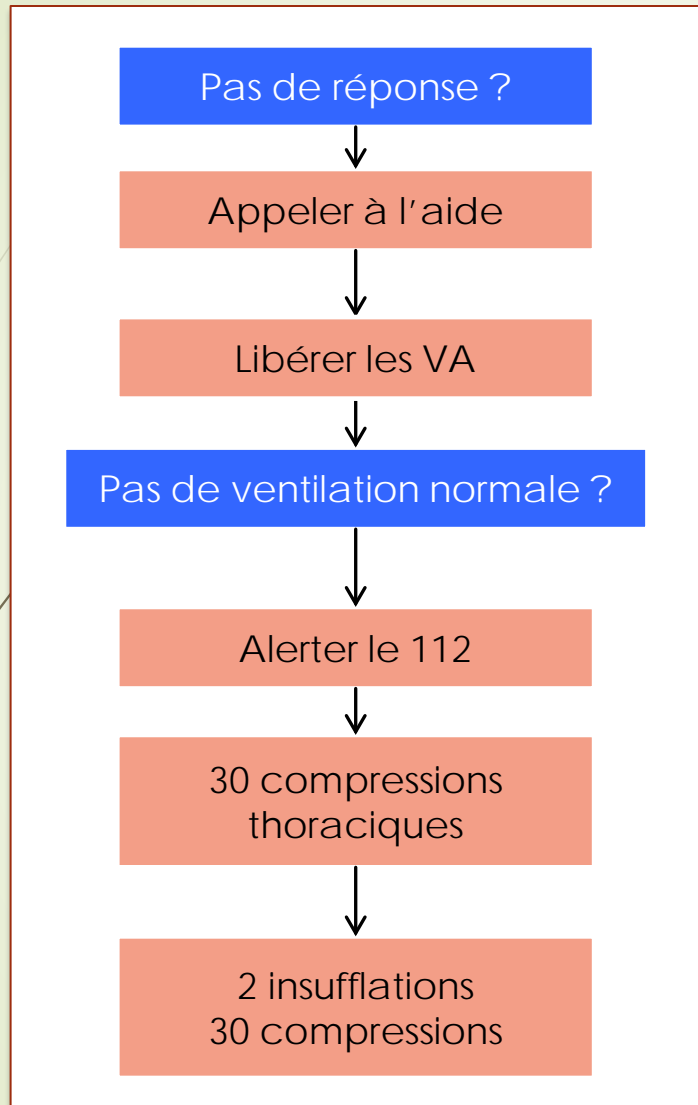 Pas de réponse ?
Appeler à l’aide
Libérer les VA
Pas de ventilation normale ?
Alerter le 112
30 compressions
thoraciques
2 insufflations
30 compressions